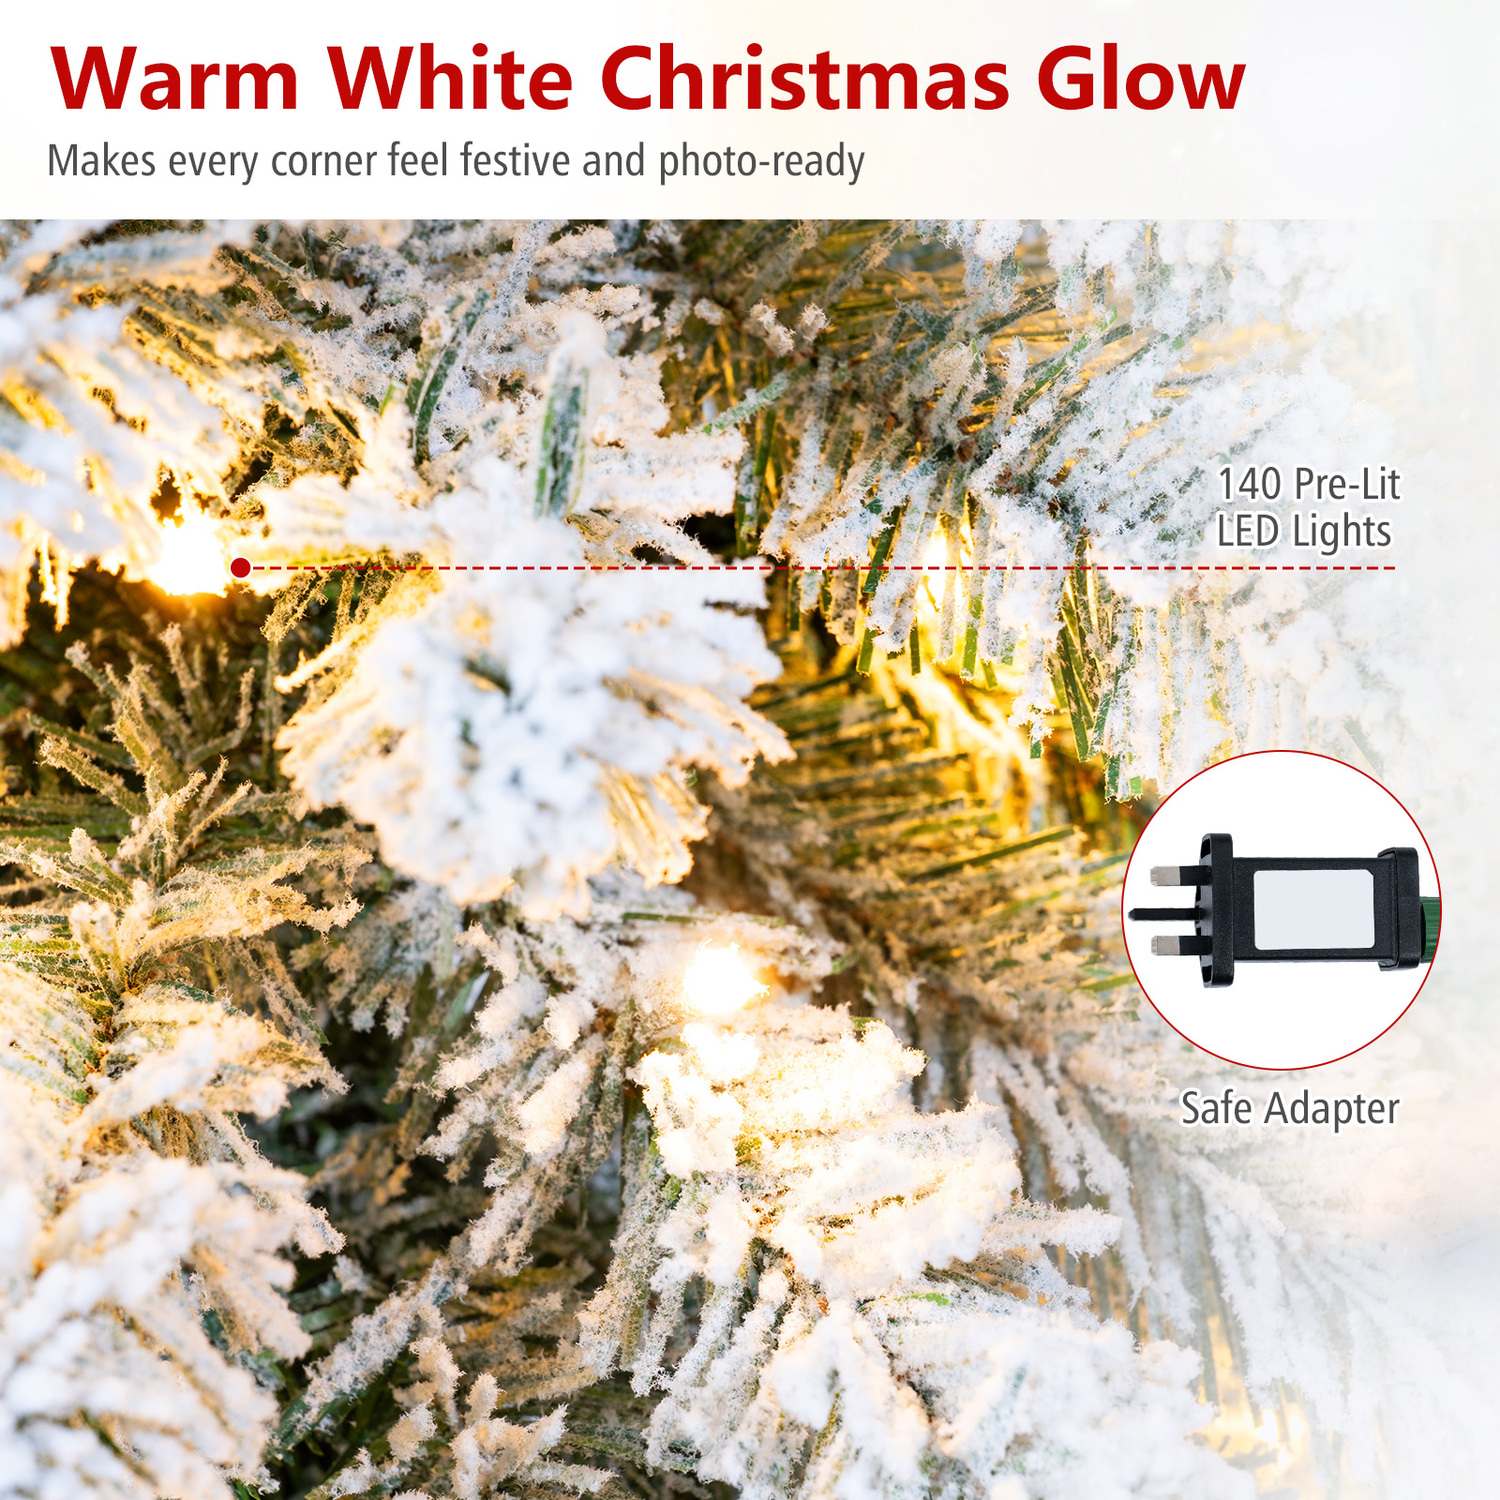 Warm White Christmas Glow
Makes every corner feel festive and photo-ready
140 Pre-Lit
LED Lights
Safe Adapter